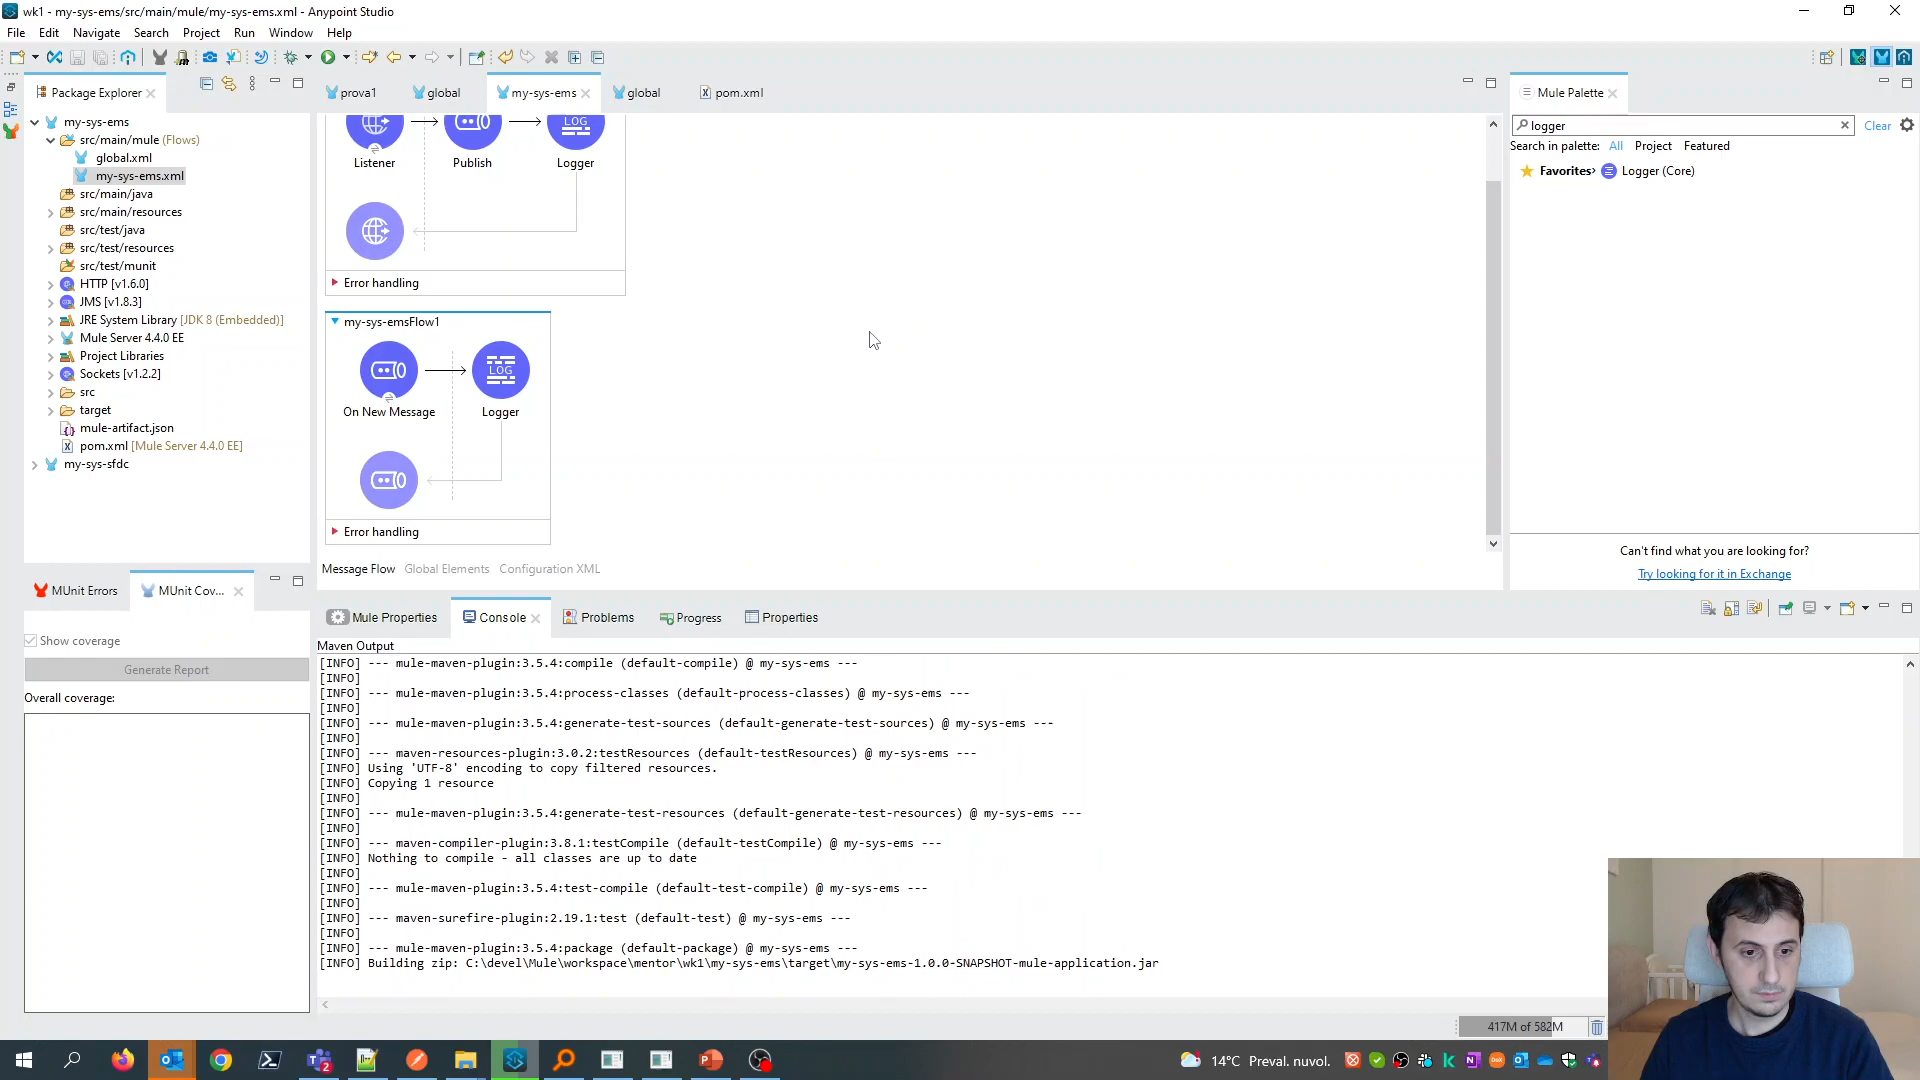 wk1 - my-sys-ems/src/main/mule/my-sys-ems.xml - Anypoint Studio
File Edit Navigate Search Project Run Window Help
Package Explorer
prova1
global
my-sys-ems
global
pom.xml
Mule Palette
logger
Clear
Search in palette: All Project Featured
Favorites> Logger (Core)
Can't find what you are looking for?
Try looking for it in Exchange
my-sys-ems
src/main/mule (Flows)
global.xml
my-sys-ems.xml
src/main/java
src/main/resources
src/test/java
src/test/resources
src/test/munit
HTTP [v1.6.0]
JMS [v1.8.3]
JRE System Library [JDK 8 (Embedded)]
Mule Server 4.4.0 EE
Project Libraries
Sockets [v1.2.2]
src
target
mule-artifact.json
pom.xml [Mule Server 4.4.0 EE]
my-sys-sfdc
LOG
Listener
Publish
Logger
Error handling
my-sys-emsFlow1
LOG
On New Message
Logger
Error handling
Message Flow Global Elements Configuration XML
MUnit Errors
MUnit Cov...
Show coverage
Generate Report
Overall coverage:
Mule Properties
Console
Problems
Progress
Properties
Maven Output
[INFO] --- mule-maven-plugin:3.5.4:compile (default-compile) @ my-sys-ems ---
[INFO]
[INFO] --- mule-maven-plugin:3.5.4:process-classes (default-process-classes) @ my-sys-ems ---
[INFO]
[INFO] --- mule-maven-plugin:3.5.4:generate-test-sources (default-generate-test-sources) @ my-sys-ems ---
[INFO]
[INFO] --- maven-resources-plugin:3.0.2:testResources (default-testResources) @ my-sys-ems ---
[INFO] Using 'UTF-8' encoding to copy filtered resources.
[INFO] Copying 1 resource
[INFO]
[INFO] --- mule-maven-plugin:3.5.4:generate-test-resources (default-generate-test-resources) @ my-sys-ems ---
[INFO]
[INFO] --- maven-compiler-plugin:3.8.1:testCompile (default-testCompile) @ my-sys-ems ---
[INFO] Nothing to compile - all classes are up to date
[INFO]
[INFO] --- mule-maven-plugin:3.5.4:test-compile (default-test-compile) @ my-sys-ems ---
[INFO]
[INFO] --- maven-surefire-plugin:2.19.1:test (default-test) @ my-sys-ems ---
[INFO]
[INFO] --- mule-maven-plugin:3.5.4:package (default-package) @ my-sys-ems ---
[INFO] Building zip: C:\devel\Mule\workspace\mentor\wk1\my-sys-ems\target\my-sys-ems-1.0.0-SNAPSHOT-mule-application.jar
417M of 582M
14°C Preval. nuvol.